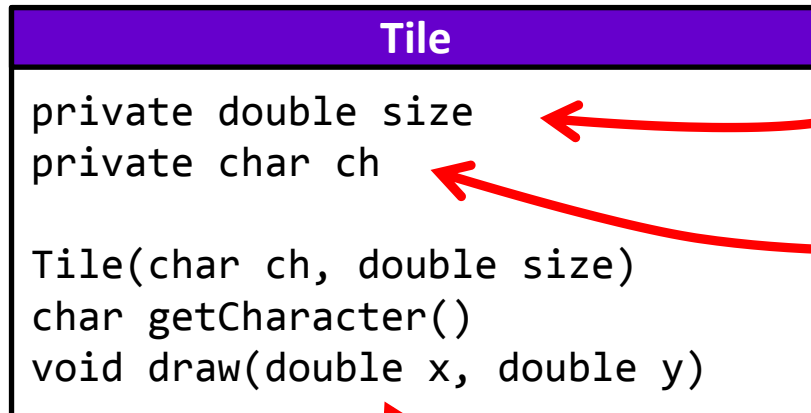 Tile
private double size
private char ch
Tile(char ch, double size)
char getCharacter()
void draw(double x, double y)